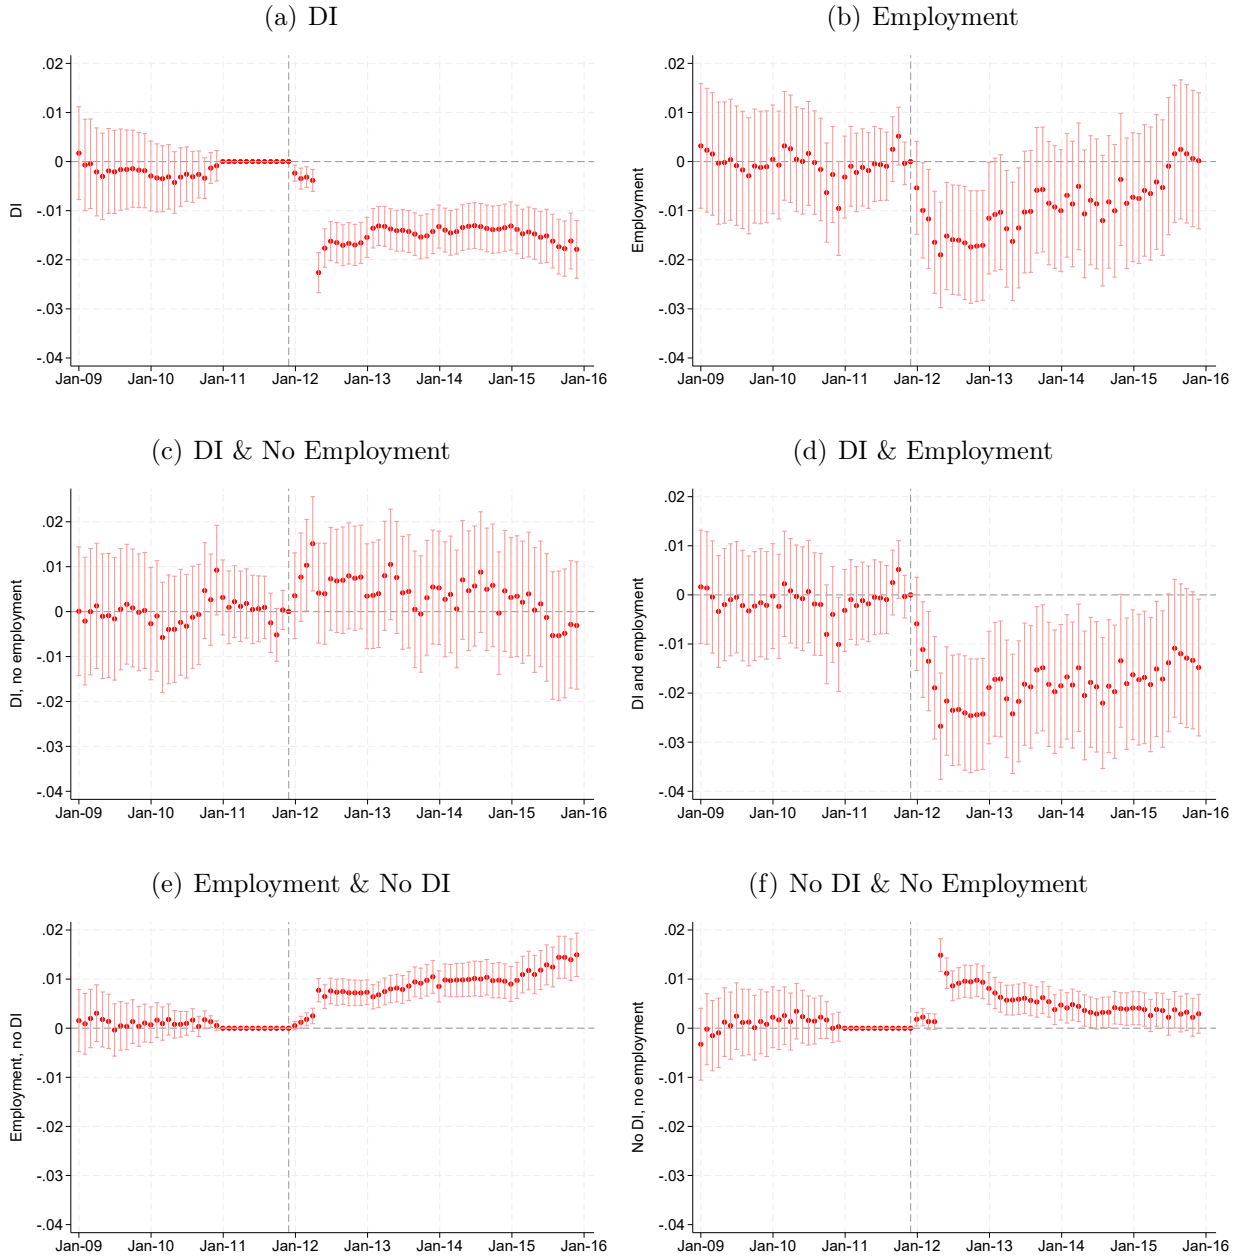 (a) DI
.02
.01
0
-.01
-.02
-.03
-.04
DI
Jan-09 Jan-10 Jan-11 Jan-12 Jan-13 Jan-14 Jan-15 Jan-16
(b) Employment
.02
.01
0
-.01
-.02
-.03
-.04
Employment
Jan-09 Jan-10 Jan-11 Jan-12 Jan-13 Jan-14 Jan-15 Jan-16
(c) DI & No Employment
.02
.01
0
-.01
-.02
-.03
-.04
DI, no employment
Jan-09 Jan-10 Jan-11 Jan-12 Jan-13 Jan-14 Jan-15 Jan-16
(d) DI & Employment
.02
.01
0
-.01
-.02
-.03
-.04
DI and employment
Jan-09 Jan-10 Jan-11 Jan-12 Jan-13 Jan-14 Jan-15 Jan-16
(e) Employment & No DI
.02
.01
0
-.01
-.02
-.03
-.04
Employment, no DI
Jan-09 Jan-10 Jan-11 Jan-12 Jan-13 Jan-14 Jan-15 Jan-16
(f) No DI & No Employment
.02
.01
0
-.01
-.02
-.03
-.04
No DI, no employment
Jan-09 Jan-10 Jan-11 Jan-12 Jan-13 Jan-14 Jan-15 Jan-16